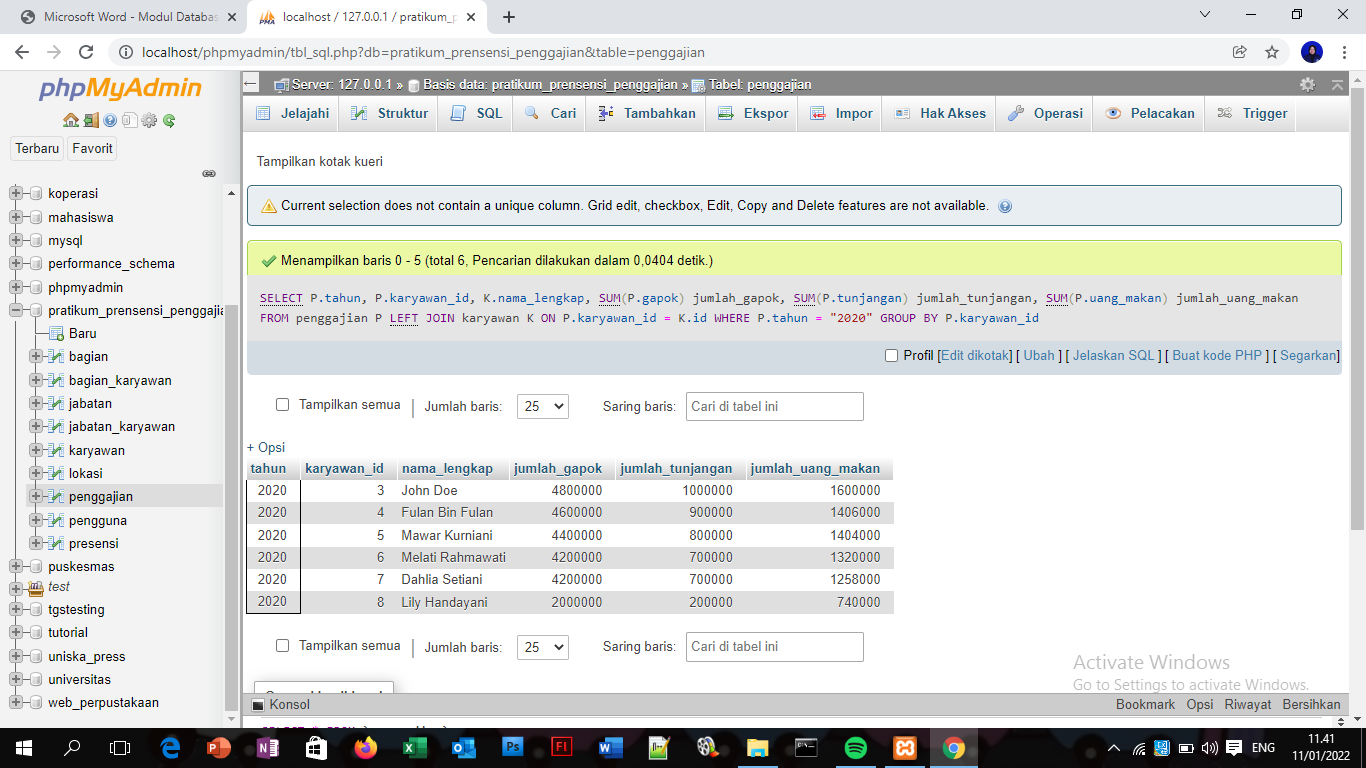 Microsoft Word - Modul Databas
localhost / 127.0.0.1 / pratikum_p
localhost/phpmyadmin/tbl_sql.php?db=pratikum_prensensi_penggajian&table=penggajian
phpMyAdmin
Terbaru Favorit
koperasi
mahasiswa
mysql
performance_schema
phpmyadmin
pratikum_prensensi_penggajia
Baru
bagian
bagian_karyawan
jabatan
jabatan_karyawan
karyawan
lokasi
penggajian
pengguna
presensi
puskesmas
test
tgstesting
tutorial
uniska_press
universitas
web_perpustakaan
Server: 127.0.0.1 » Basis data: pratikum_prensensi_penggajian » Tabel: penggajian
Jelajahi Struktur SQL Cari Tambahkan Ekspor Impor Hak Akses Operasi Pelacakan Trigger
Tampilkan kotak kueri
Current selection does not contain a unique column. Grid edit, checkbox, Edit, Copy and Delete features are not available.
Menampilkan baris 0 - 5 (total 6, Pencarian dilakukan dalam 0,0404 detik.)
SELECT P.tahun, P.karyawan_id, K.nama_lengkap, SUM(P.gapok) jumlah_gapok, SUM(P.tunjangan) jumlah_tunjangan, SUM(P.uang_makan) jumlah_uang_makan
FROM penggajian P LEFT JOIN karyawan K ON P.karyawan_id = K.id WHERE P.tahun = "2020" GROUP BY P.karyawan_id
Profil [Edit dikotak] [ Ubah ] [ Jelaskan SQL ] [ Buat kode PHP ] [ Segarkan]
Tampilkan semua | Jumlah baris: 25 Saring baris: Cari di tabel ini
+ Opsi
tahun karyawan_id nama_lengkap jumlah_gapok jumlah_tunjangan jumlah_uang_makan
2020 3 John Doe 4800000 1000000 1600000
2020 4 Fulan Bin Fulan 4600000 900000 1406000
2020 5 Mawar Kurniani 4400000 800000 1404000
2020 6 Melati Rahmawati 4200000 700000 1320000
2020 7 Dahlia Setiani 4200000 700000 1258000
2020 8 Lily Handayani 2000000 200000 740000
Tampilkan semua | Jumlah baris: 25 Saring baris: Cari di tabel ini
Activate Windows
Go to Settings to activate Windows.
Konsol Bookmark Opsi Riwayat Bersihkan
ENG
11.41
11/01/2022